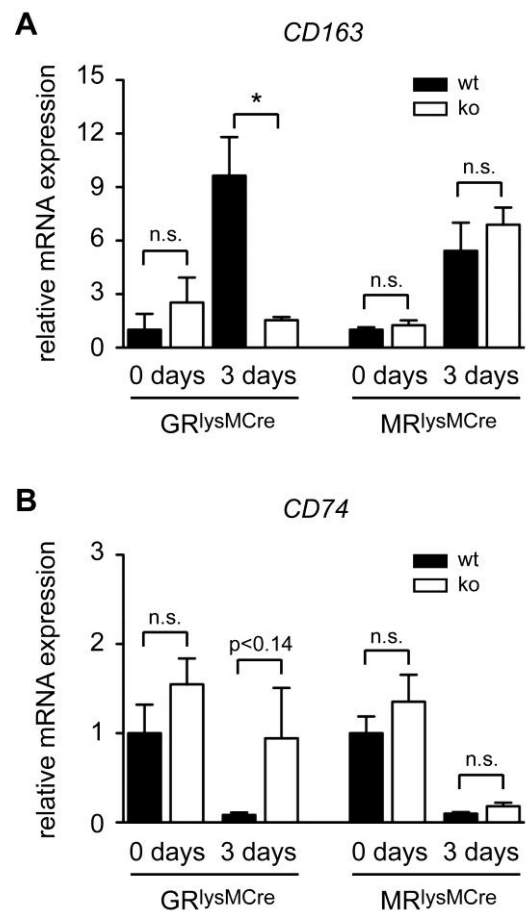 A
CD163
relative mRNA expression
15
12
9
6
3
0
wt
ko
n.s.
*
n.s.
n.s.
0 days 3 days 0 days 3 days
GRlysMCre MRlysMCre
B
CD74
relative mRNA expression
3
2
1
0
wt
ko
n.s.
p<0.14
n.s.
n.s.
0 days 3 days 0 days 3 days
GRlysMCre MRlysMCre